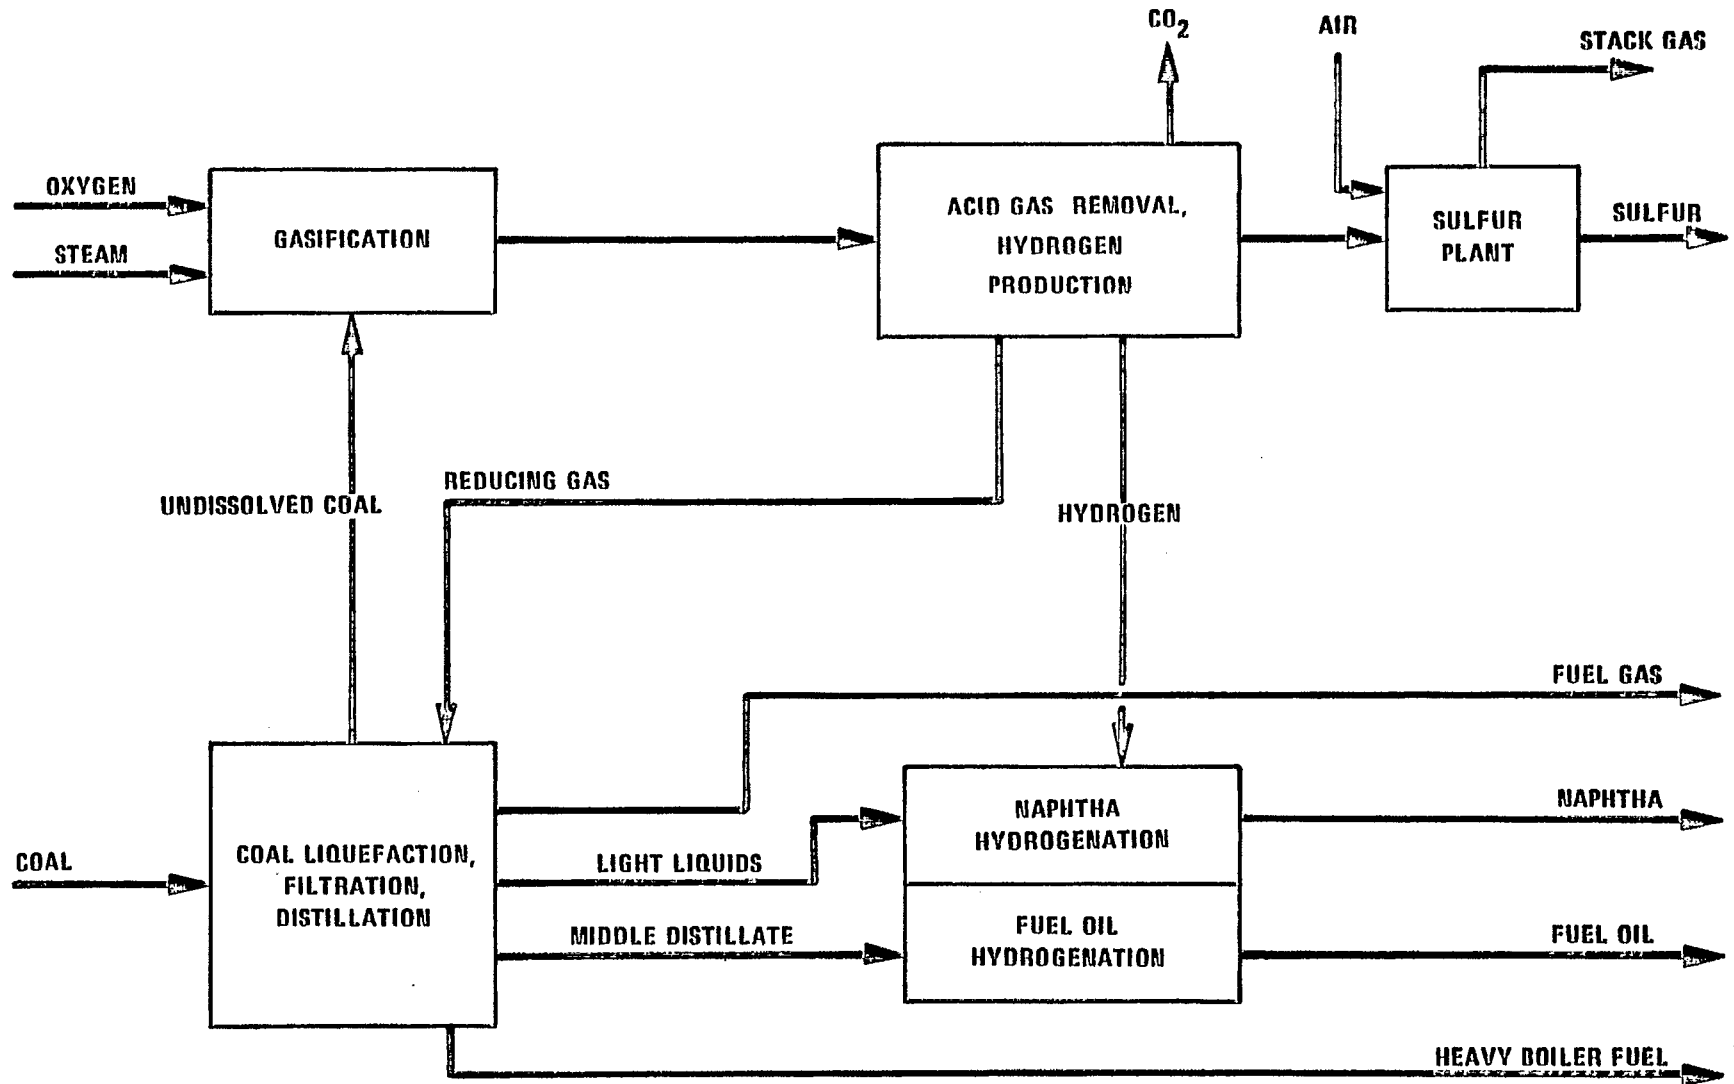 CO2
AIR
STACK GAS
OXYGEN
STEAM
GASIFICATION
ACID GAS REMOVAL,
HYDROGEN
PRODUCTION
SULFUR
PLANT
SULFUR
UNDISSOLVED COAL
REDUCING GAS
HYDROGEN
FUEL GAS
COAL
COAL LIQUEFACTION,
FILTRATION,
DISTILLATION
LIGHT LIQUIDS
MIDDLE DISTILLATE
NAPHTHA
HYDROGENATION
FUEL OIL
HYDROGENATION
NAPHTHA
FUEL OIL
HEAVY BOILER FUEL